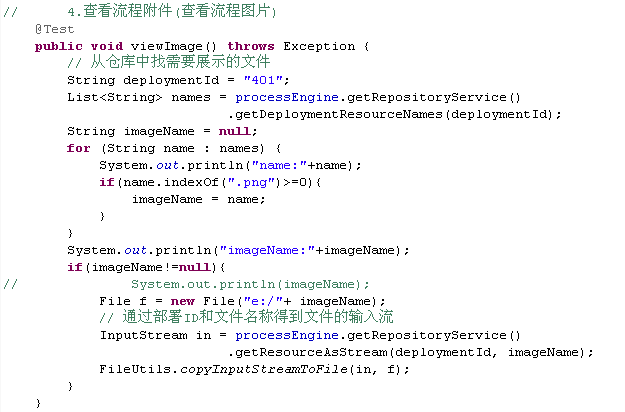 //      4.查看流程附件(查看流程图片)
    @Test
    public void viewImage() throws Exception {
        // 从仓库中找需要展示的文件
        String deploymentId = "401";
        List<String> names = processEngine.getRepositoryService()
                            .getDeploymentResourceNames(deploymentId);
        String imageName = null;
        for (String name : names) {
            System.out.println("name:"+name);
            if(name.indexOf(".png")>=0){
                imageName = name;
            }
        }
        System.out.println("imageName:"+imageName);
        if(imageName!=null){
//              System.out.println(imageName);
            File f = new File("e:/"+ imageName);
            // 通过部署ID和文件名称得到文件的输入流
            InputStream in = processEngine.getRepositoryService()
                            .getResourceAsStream(deploymentId, imageName);
            FileUtils.copyInputStreamToFile(in, f);
        }
    }